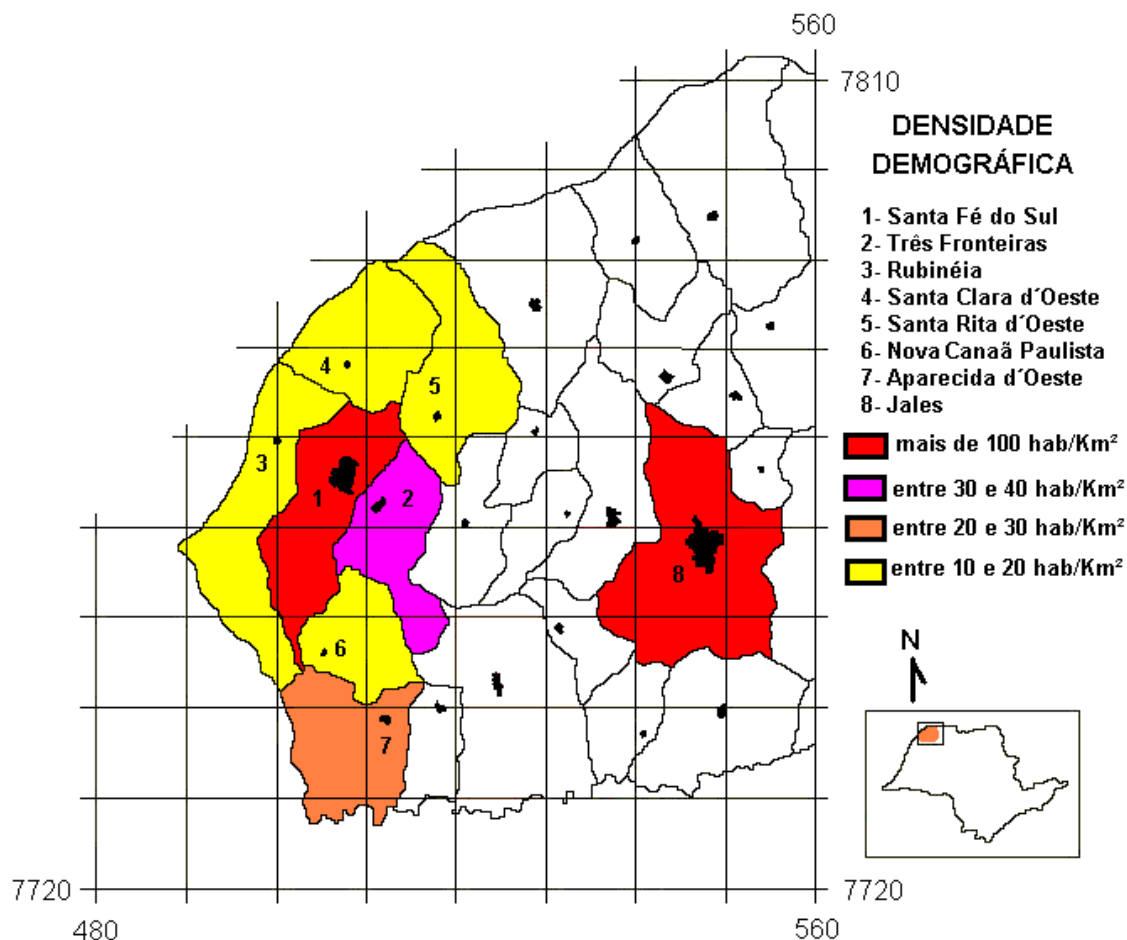 560
7810
DENSIDADE
DEMOGRÁFICA
1- Santa Fé do Sul
2- Três Fronteiras
3- Rubinéia
4- Santa Clara d´Oeste
5- Santa Rita d´Oeste
6- Nova Canaã Paulista
7- Aparecida d´Oeste
8- Jales
mais de 100 hab/Km²
entre 30 e 40 hab/Km²
entre 20 e 30 hab/Km²
entre 10 e 20 hab/Km²
4
5
3
1
2
8
6
7
N
7720
7720
480
560